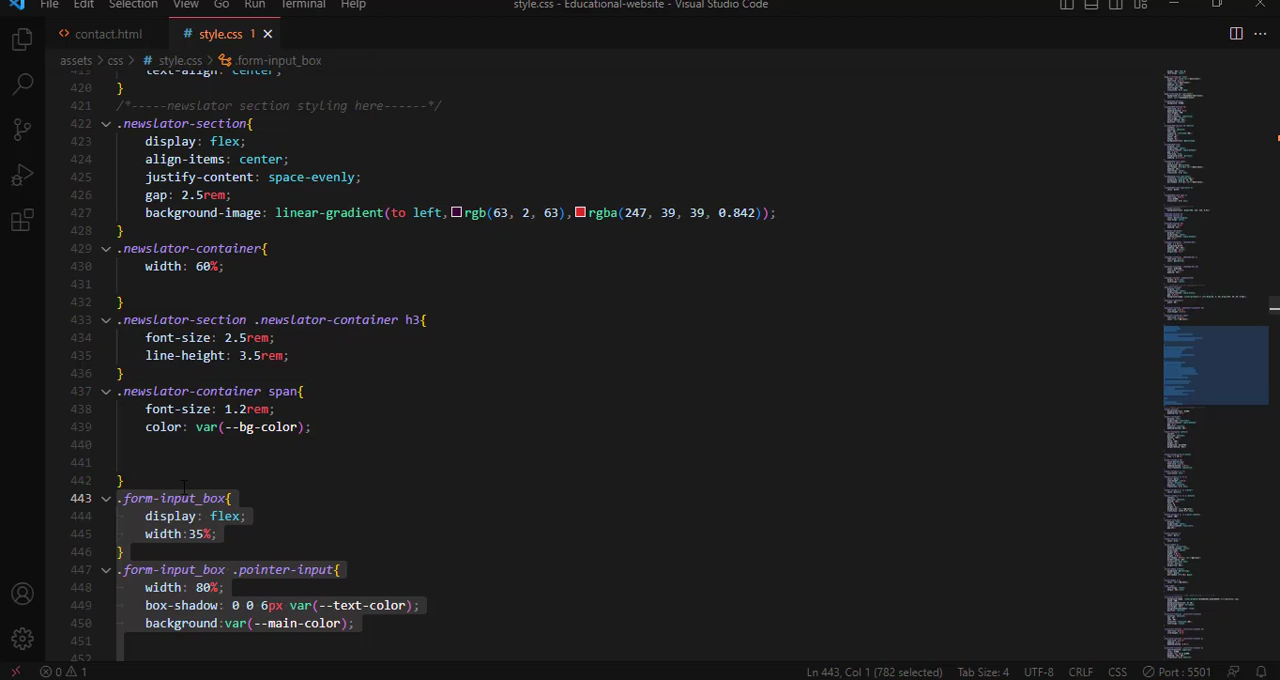 File Edit Selection View Go Run Terminal Help style.css - Educational-website - Visual Studio Code
<> contact.html # style.css 1 ×
assets > css > # style.css > .form-input_box
419 text-align: center;
420 }
421 /*-----newslator section styling here------*/
422 .newslator-section{
423 display: flex;
424 align-items: center;
425 justify-content: space-evenly;
426 gap: 2.5rem;
427 background-image: linear-gradient(to left,rgb(63, 2, 63),rgba(247, 39, 39, 0.842));
428 }
429 .newslator-container{
430 width: 60%;
431
432 }
433 .newslator-section .newslator-container h3{
434 font-size: 2.5rem;
435 line-height: 3.5rem;
436 }
437 .newslator-container span{
438 font-size: 1.2rem;
439 color: var(--bg-color);
440
441
442 }
443 .form-input_box{
444 display: flex;
445 width:35%;
446 }
447 .form-input_box .pointer-input{
448 width: 80%;
449 box-shadow: 0 0 6px var(--text-color);
450 background:var(--main-color);
451
452
0 1 Ln 443, Col 1 (782 selected) Tab Size: 4 UTF-8 CRLF CSS Port : 5501